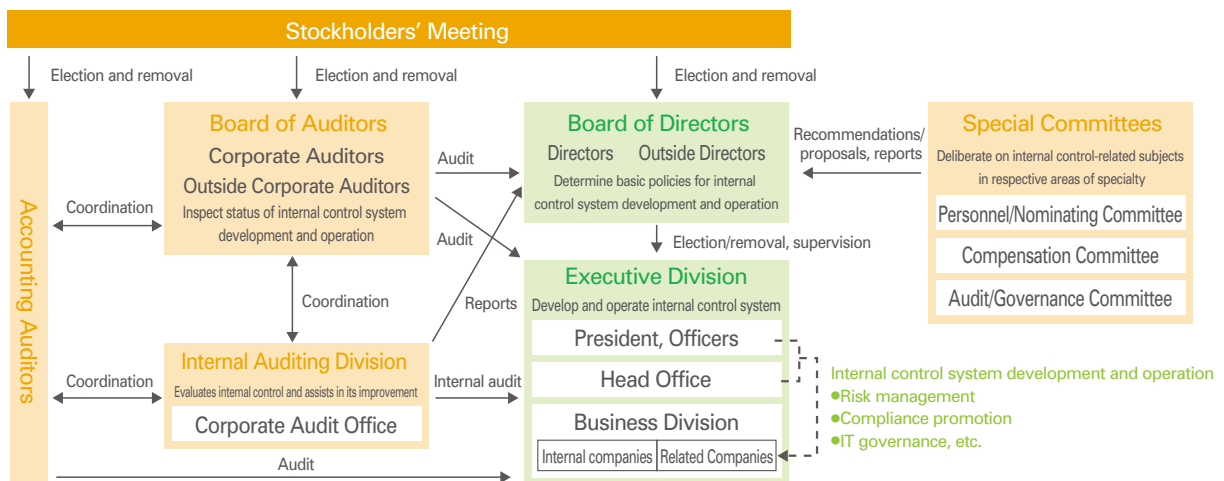 Stockholders' Meeting
Election and removal
Election and removal
Election and removal
Accounting Auditors
Board of Auditors
Corporate Auditors
Outside Corporate Auditors
Inspect status of internal control system
development and operation
Coordination
Audit
Audit
Board of Directors
Directors Outside Directors
Determine basic policies for internal
control system development and operation
Recommendations/
proposals, reports
Special Committees
Deliberate on internal control-related subjects
in respective areas of specialty
Personnel/Nominating Committee
Compensation Committee
Audit/Governance Committee
Election/removal, supervision
Coordination
Reports
Executive Division
Develop and operate internal control system
President, Officers
Head Office
Business Division
Internal companies Related Companies
Coordination
Internal Auditing Division
Evaluates internal control and assists in its improvement
Corporate Audit Office
Internal audit
Internal control system development and operation
●Risk management
●Compliance promotion
●IT governance, etc.
Audit